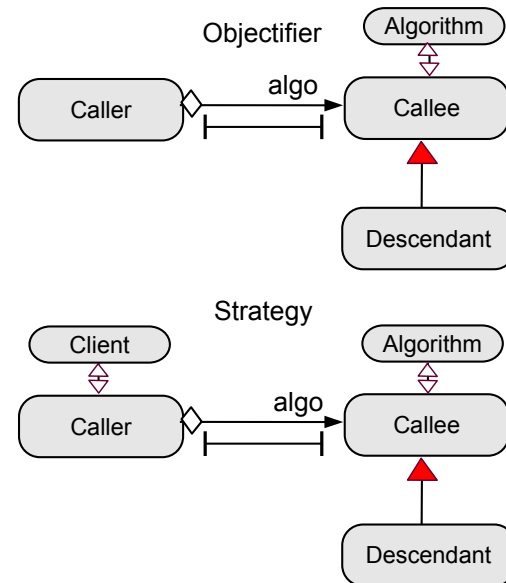 Algorithm
Objectifier
algo
Caller
Callee
Descendant
Strategy
Client
Algorithm
algo
Caller
Callee
Descendant